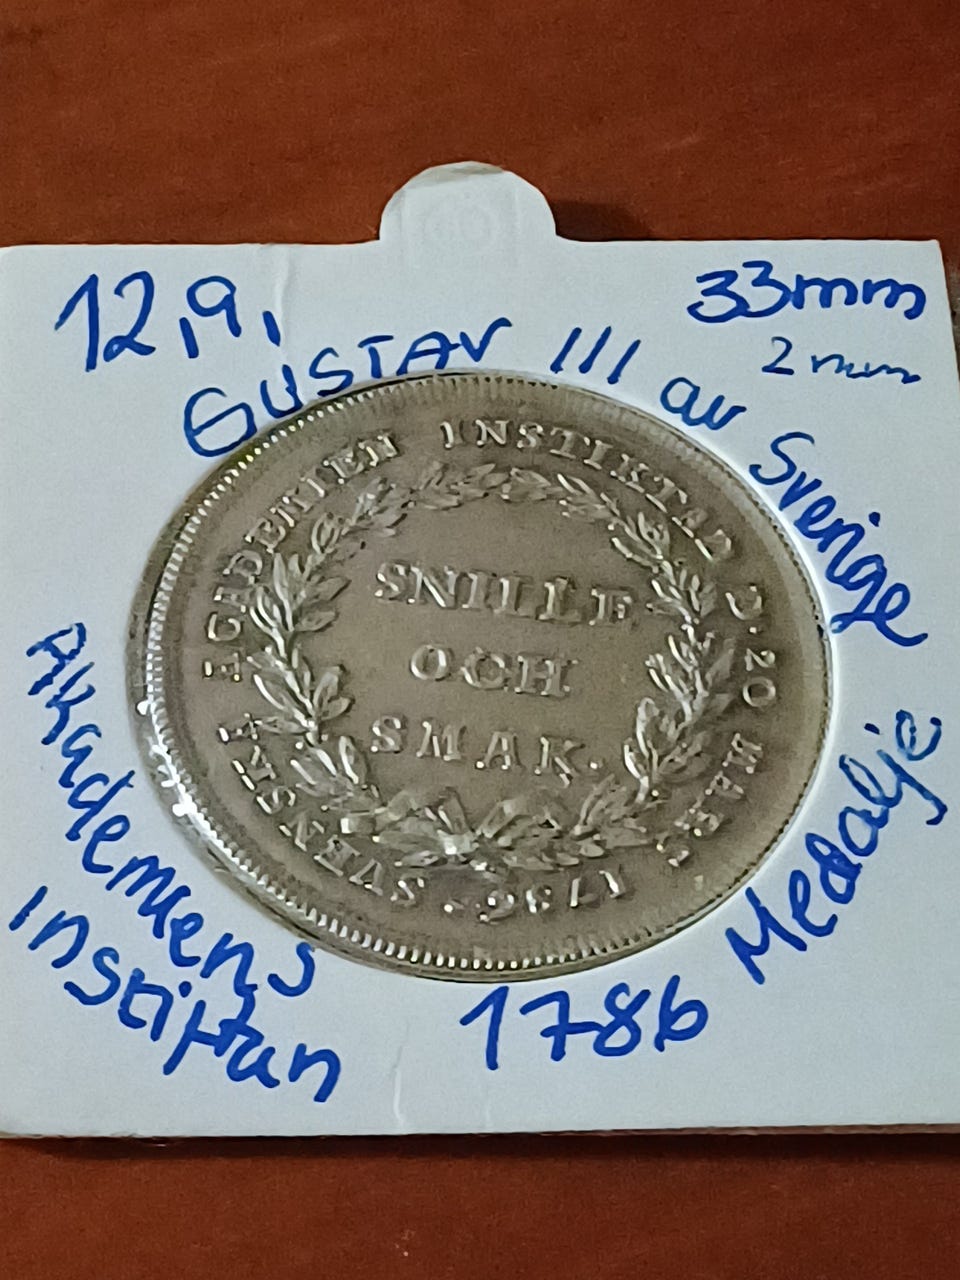 12,9,
33mm
2mm
GUSTAV III av Sverige
Akademiens
instiftan
1786 Medalje
SVENSKA ACADEMIEN INSTIKTAD D. 20 MARS 1786.
SNILLE
OCH
SMAK.